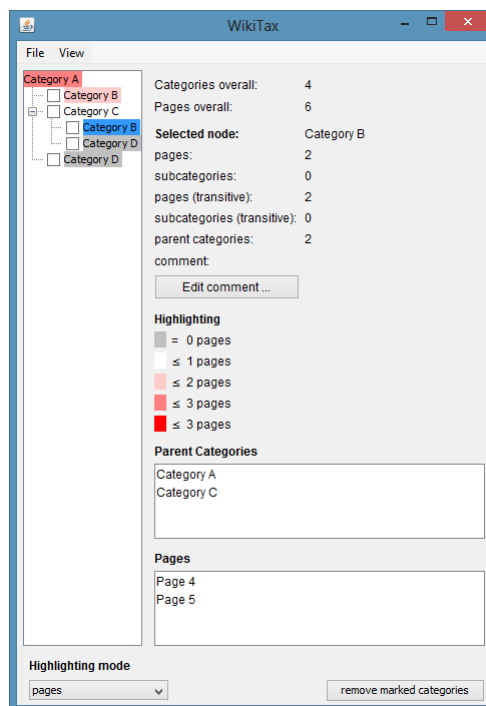 WikiTax
File View
Category A
Category B
Category C
Category B
Category D
Category D
Categories overall: 4
Pages overall: 6
Selected node: Category B
pages: 2
subcategories: 0
pages (transitive): 2
subcategories (transitive): 0
parent categories: 2
comment:
Edit comment ...
Highlighting
= 0 pages
≤ 1 pages
≤ 2 pages
≤ 3 pages
≤ 3 pages
Parent Categories
Category A
Category C
Pages
Page 4
Page 5
Highlighting mode
pages
remove marked categories